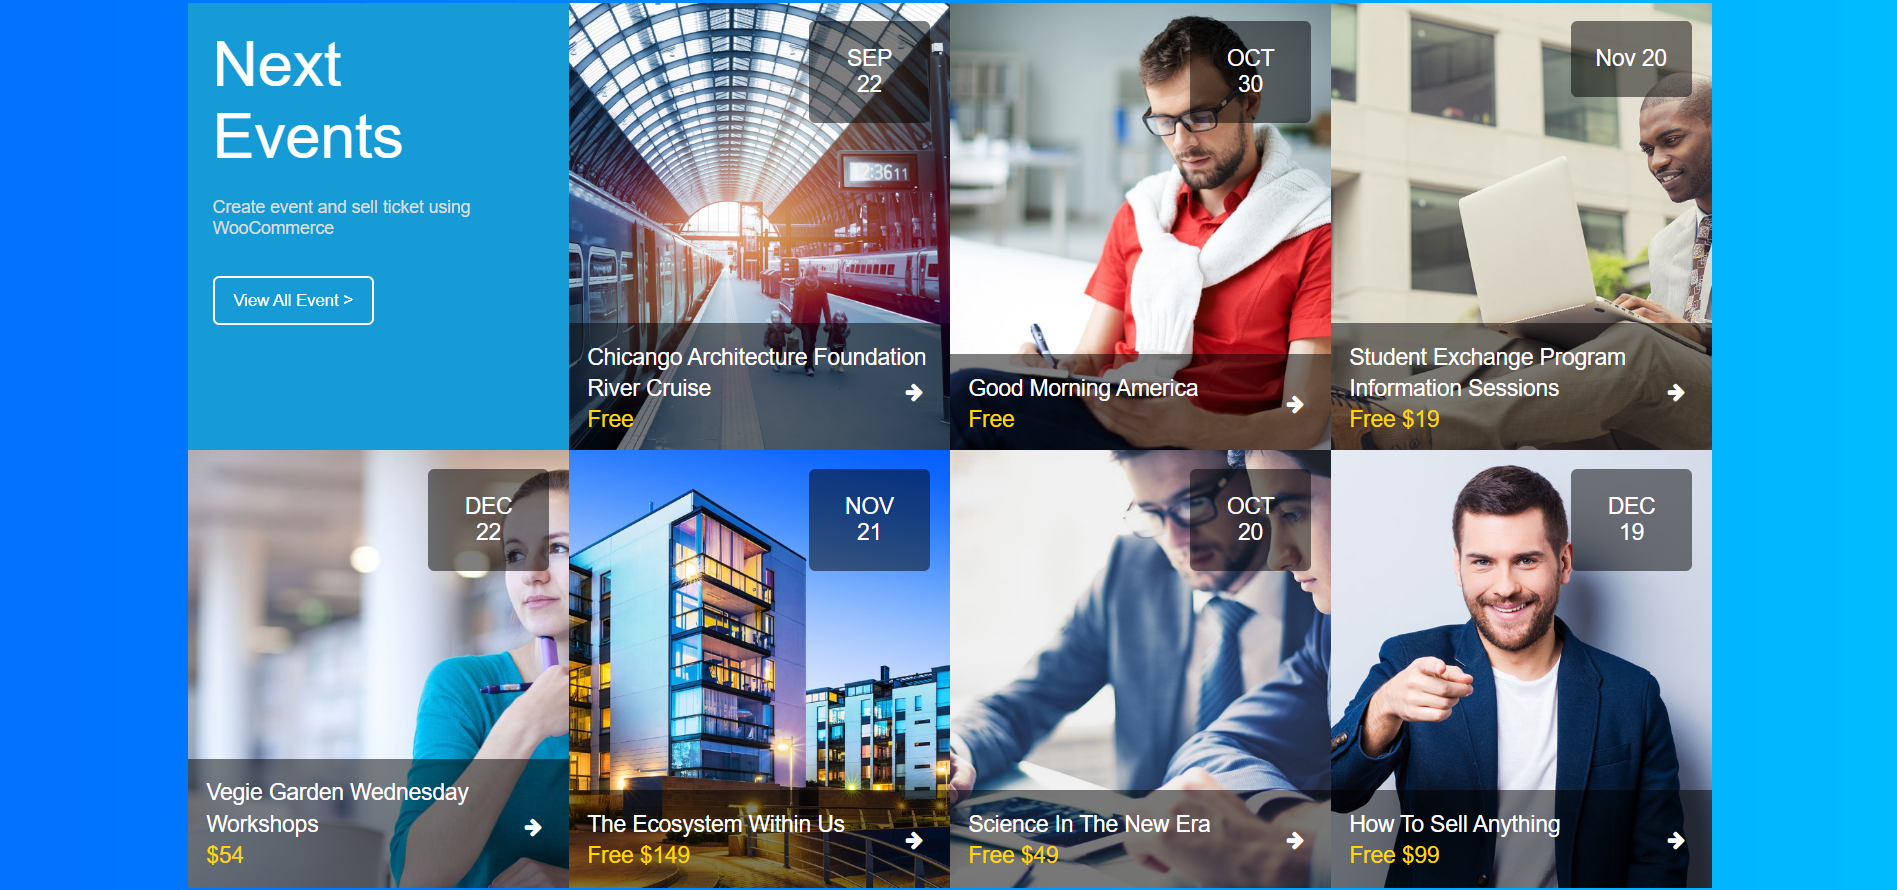 Next
Events
Create event and sell ticket using
WooCommerce
View All Event >
SEP
22
12:36 11
Chicango Architecture Foundation
River Cruise
Free
OCT
30
Good Morning America
Free
Nov 20
Student Exchange Program
Information Sessions
Free $19
DEC
22
Vegie Garden Wednesday
Workshops
$54
NOV
21
The Ecosystem Within Us
Free $149
OCT
20
Science In The New Era
Free $49
DEC
19
How To Sell Anything
Free $99